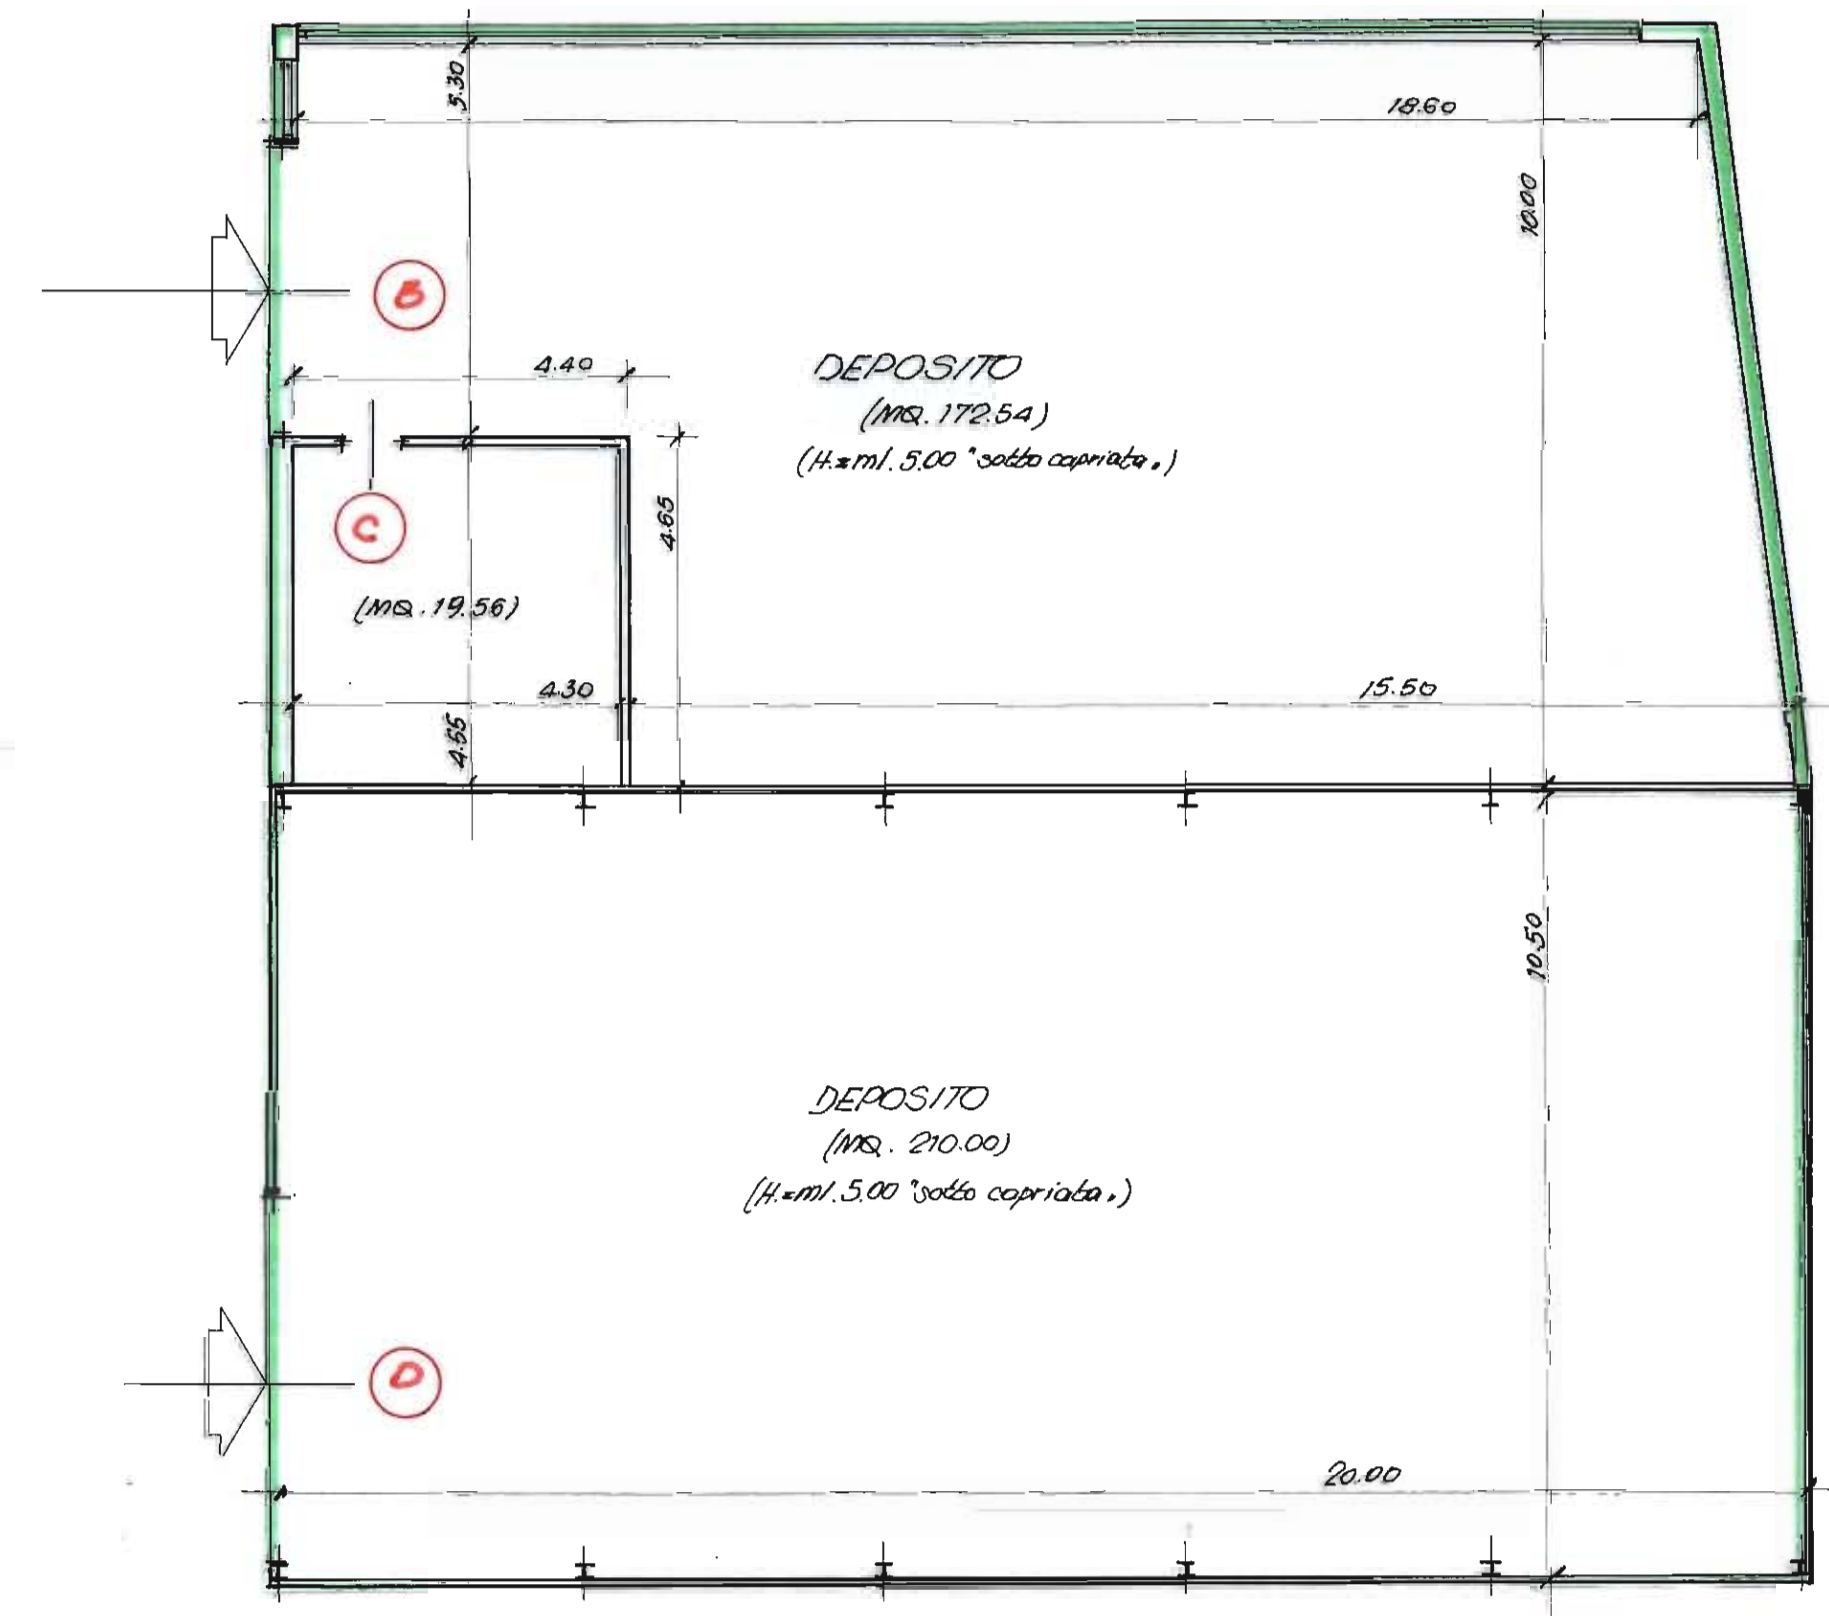 5.30
18.60
10.00
B
4.40
DEPOSITO
(MQ. 172.54)
(H.=ml. 5.00 "sotto capriata„)
4.65
C
(MQ. 19.56)
4.30
15.50
4.55
10.50
DEPOSITO
(MQ. 210.00)
(H.=ml. 5.00 "sotto capriata„)
D
20.00